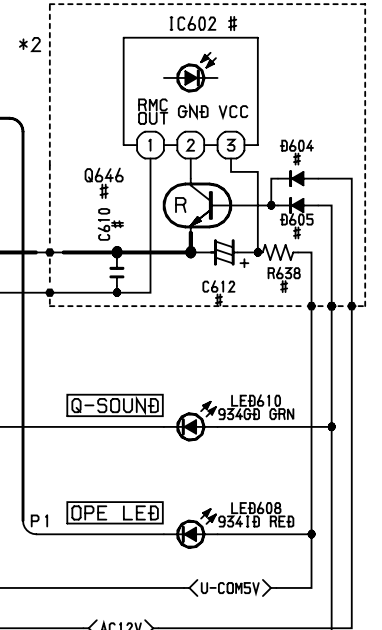 *2
IC602 #
RMC
OUT GND VCC
1 2 3
D604
#
Q646
#
R
C610
#
D605
#
+
R638
#
C612
#
Q-SOUND
LED610
934GD GRN
P1
OPE LED
LED608
934ID RED
U-COM5V
AC12V